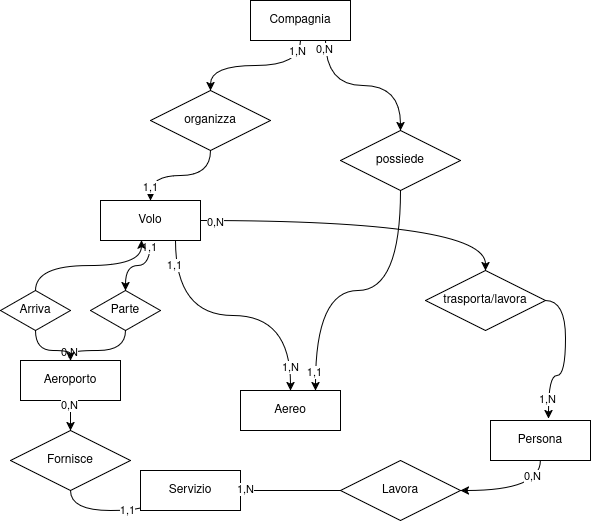 Compagnia
1,N
0,N
organizza
possiede
1,1
Volo
0,N
1,1
1,1
trasporta/lavora
Arriva
Parte
0,N
1,N
1,1
Aeroporto
Aereo
1,N
0,N
Persona
Fornisce
0,N
Servizio
1,N
Lavora
1,1